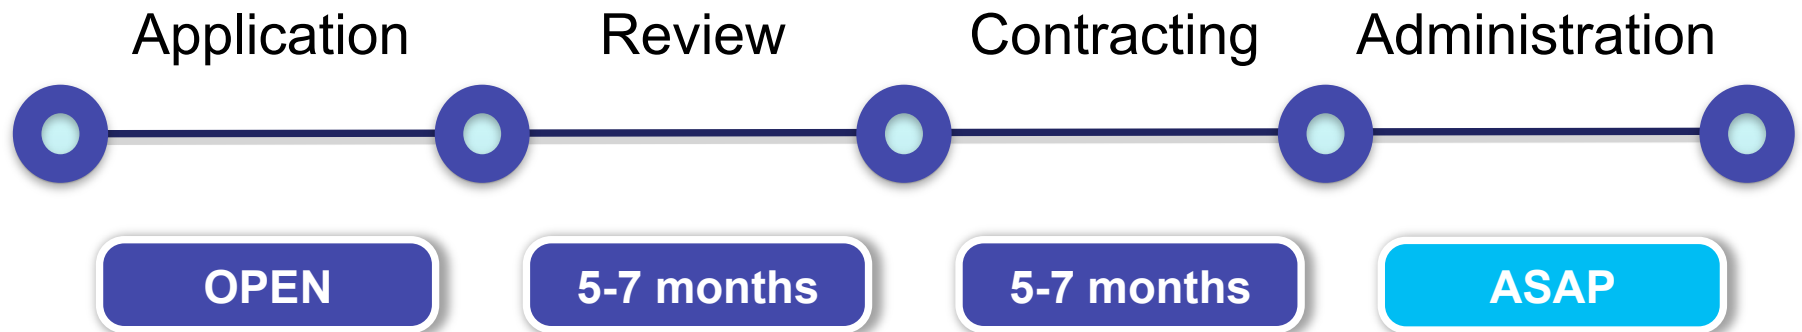 Application Review Contracting Administration
OPEN 5-7 months 5-7 months ASAP